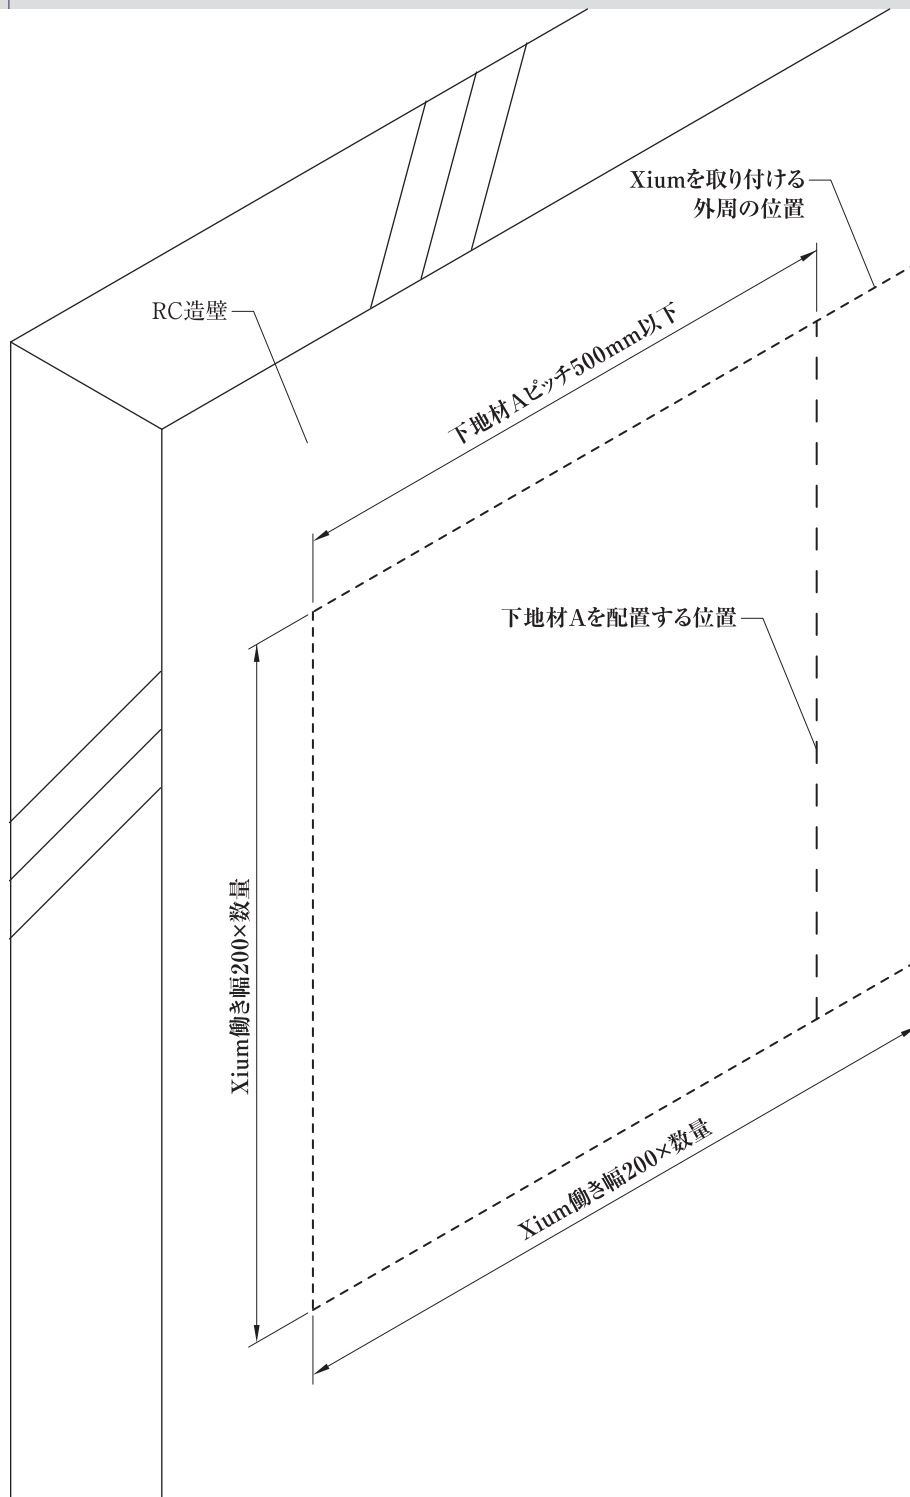 Xiumを取り付ける
外周の位置
RC造壁
下地材Aピッチ500mm以下
下地材Aを配置する位置
Xium働き幅200×数量
Xium働き幅200×数量